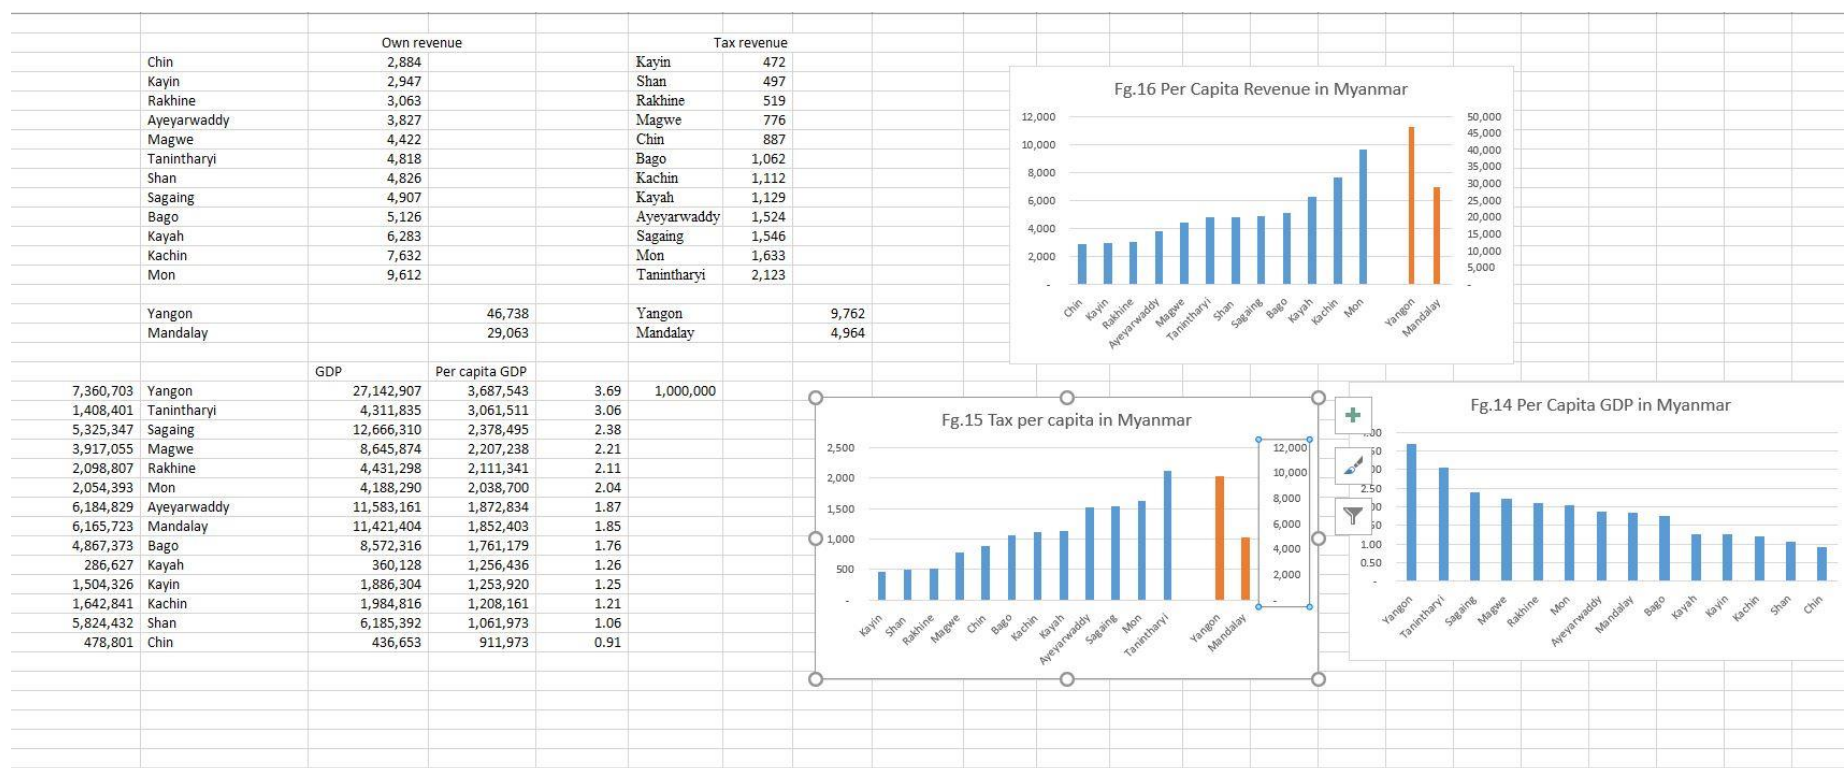 Own revenue Tax revenue
Chin 2,884 Kayin 472
Kayin 2,947 Shan 497
Rakhine 3,063 Rakhine 519
Ayeyarwaddy 3,827 Magwe 776
Magwe 4,422 Chin 887
Tanintharyi 4,818 Bago 1,062
Shan 4,826 Kachin 1,112
Sagaing 4,907 Kayah 1,129
Bago 5,126 Ayeyarwaddy 1,524
Kayah 6,283 Sagaing 1,546
Kachin 7,632 Mon 1,633
Mon 9,612 Tanintharyi 2,123
Yangon 46,738 Yangon 9,762
Mandalay 29,063 Mandalay 4,964
GDP Per capita GDP
7,360,703 Yangon 27,142,907 3,687,543 3.69 1,000,000
1,408,401 Tanintharyi 4,311,835 3,061,511 3.06
5,325,347 Sagaing 12,666,310 2,378,495 2.38
3,917,055 Magwe 8,645,874 2,207,238 2.21
2,098,807 Rakhine 4,431,298 2,111,341 2.11
2,054,393 Mon 4,188,290 2,038,700 2.04
6,184,829 Ayeyarwaddy 11,583,161 1,872,834 1.87
6,165,723 Mandalay 11,421,404 1,852,403 1.85
4,867,373 Bago 8,572,316 1,761,179 1.76
286,627 Kayah 360,128 1,256,436 1.26
1,504,326 Kayin 1,886,304 1,253,920 1.25
1,642,841 Kachin 1,984,816 1,208,161 1.21
5,824,432 Shan 6,185,392 1,061,973 1.06
478,801 Chin 436,653 911,973 0.91
Fg.16 Per Capita Revenue in Myanmar
12,000 50,000
45,000
10,000 40,000
35,000
8,000 30,000
6,000 25,000
20,000
4,000 15,000
2,000 10,000
5,000
- -
Chin Kayin Rakhine Ayeyarwaddy Magwe Tanintharyi Shan Sagaing Bago Kayah Kachin Mon Yangon Mandalay
Fg.15 Tax per capita in Myanmar
2,500 12,000
2,000 10,000
8,000
1,500 6,000
1,000 4,000
500 2,000
- -
Kayin Shan Rakhine Magwe Chin Bago Kachin Kayah Ayeyarwaddy Sagaing Mon Tanintharyi Yangon Mandalay
Fg.14 Per Capita GDP in Myanmar
2.50
1.00
0.50
-
Yangon Tanintharyi Sagaing Magwe Rakhine Mon Ayeyarwaddy Mandalay Bago Kayah Kayin Kachin Shan Chin